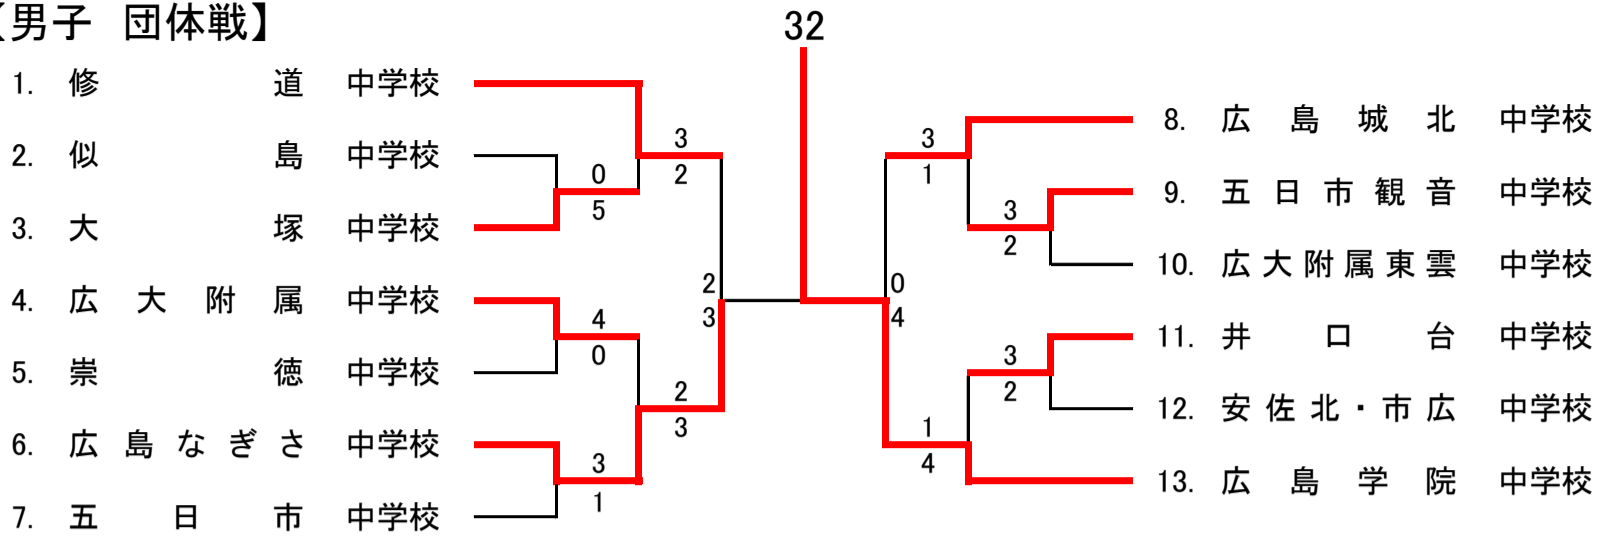 【男子 団体戦】
32
1. 修道 中学校
2. 似島 中学校
3. 大塚 中学校
4. 広大附属 中学校
5. 崇徳 中学校
6. 広島なぎさ 中学校
7. 五日市 中学校
0
5
4
0
3
1
3
2
2
3
2
3
0
4
3
1
1
4
3
2
3
2
8. 広島城北 中学校
9. 五日市観音 中学校
10. 広大附属東雲 中学校
11. 井口台 中学校
12. 安佐北・市広 中学校
13. 広島学院 中学校